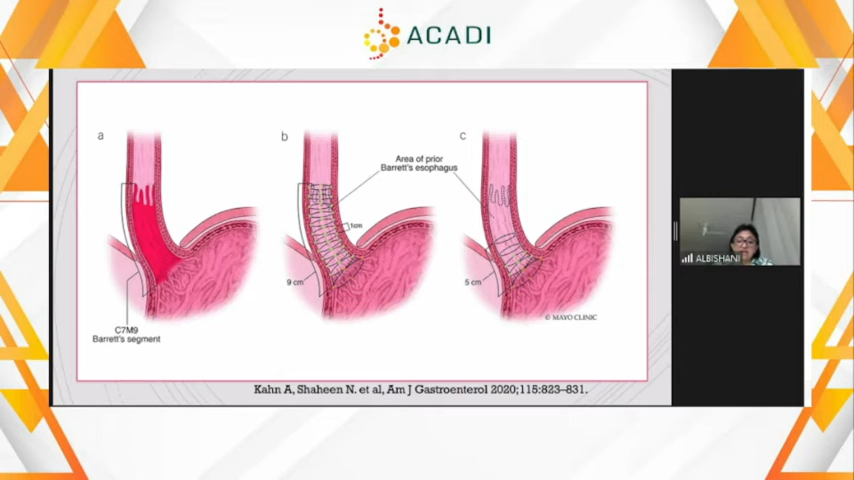 ACADI
a
b
c
Area of prior
Barrett's esophagus
1cm
9 cm
5 cm
C7M9
Barrett's segment
© MAYO CLINIC
ALBISHANI
Kahn A, Shaheen N. et al, Am J Gastroenterol 2020;115:823–831.